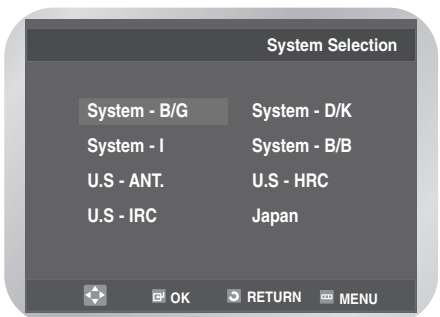 System Selection
System - B/G System - D/K
System - I System - B/B
U.S - ANT. U.S - HRC
U.S - IRC Japan
OK RETURN MENU